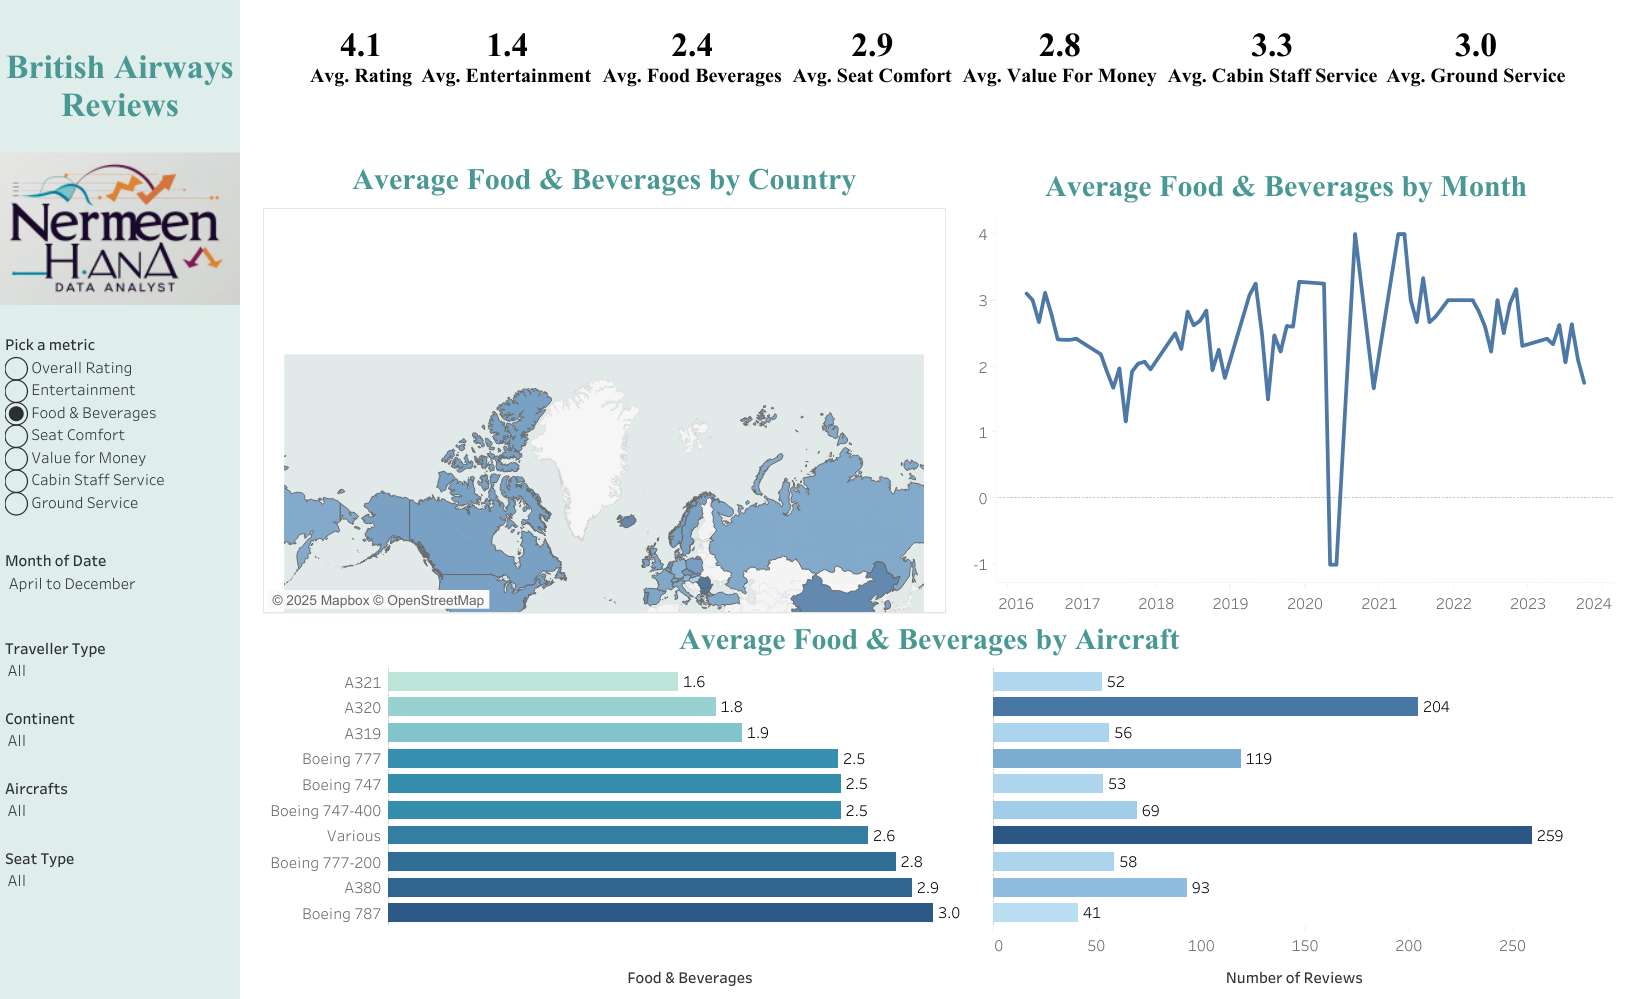 British Airways
Reviews
Nermeen
HANA
DATA ANALYST
Pick a metric
Overall Rating
Entertainment
Food & Beverages
Seat Comfort
Value for Money
Cabin Staff Service
Ground Service
Month of Date
April to December
Traveller Type
All
Continent
All
Aircrafts
All
Seat Type
All
4.1 1.4 2.4 2.9 2.8 3.3 3.0
Avg. Rating Avg. Entertainment Avg. Food Beverages Avg. Seat Comfort Avg. Value For Money Avg. Cabin Staff Service Avg. Ground Service
Average Food & Beverages by Country
© 2025 Mapbox © OpenStreetMap
Average Food & Beverages by Month
4
3
2
1
0
-1
2016 2017 2018 2019 2020 2021 2022 2023 2024
Average Food & Beverages by Aircraft
A321 1.6 52
A320 1.8 204
A319 1.9 56
Boeing 777 2.5 119
Boeing 747 2.5 53
Boeing 747-400 2.5 69
Various 2.6 259
Boeing 777-200 2.8 58
A380 2.9 93
Boeing 787 3.0 41
0 50 100 150 200 250
Food & Beverages Number of Reviews